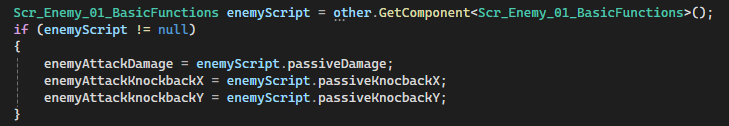 Scr_Enemy_01_BasicFunctions enemyScript = other.GetComponent<Scr_Enemy_01_BasicFunctions>();
if (enemyScript != null)
{
enemyAttackDamage = enemyScript.passiveDamage;
enemyAttackKnockbackX = enemyScript.passiveKnocbackX;
enemyAttackknockbackY = enemyScript.passiveKnocbackY;
}